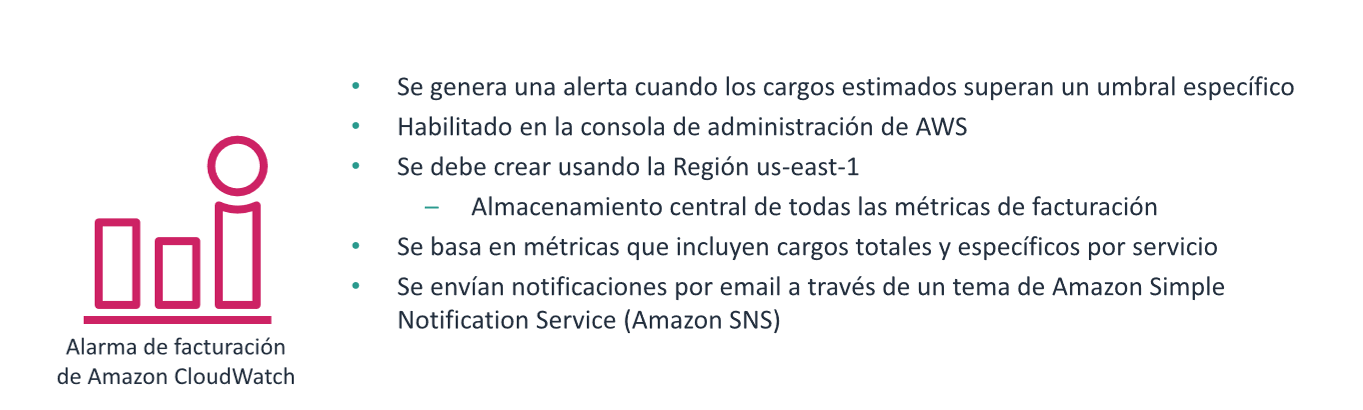 • Se genera una alerta cuando los cargos estimados superan un umbral específico
• Habilitado en la consola de administración de AWS
• Se debe crear usando la Región us-east-1
– Almacenamiento central de todas las métricas de facturación
• Se basa en métricas que incluyen cargos totales y específicos por servicio
• Se envían notificaciones por email a través de un tema de Amazon Simple
Notification Service (Amazon SNS)
Alarma de facturación
de Amazon CloudWatch